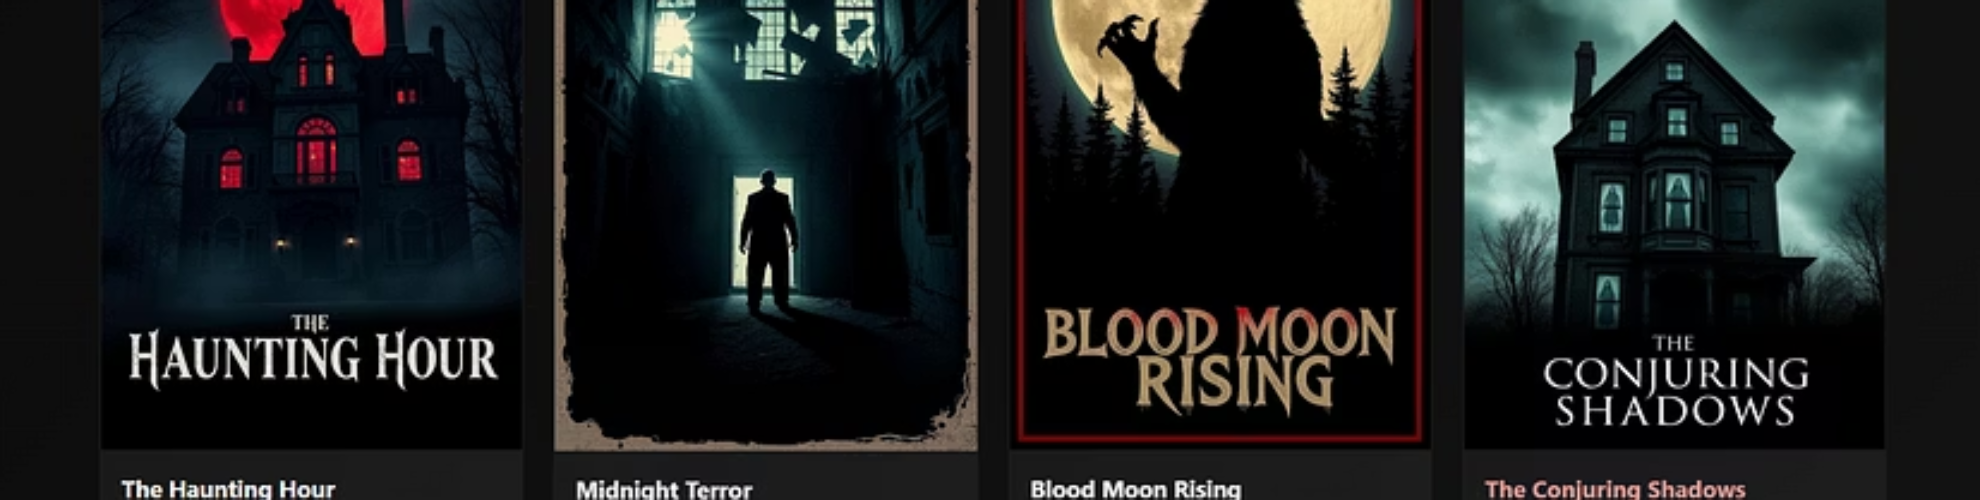 THE
HAUNTING HOUR
BLOOD MOON
RISING
THE
CONJURING
SHADOWS
The Haunting Hour
Midnight Terror
Blood Moon Rising
The Conjuring Shadows